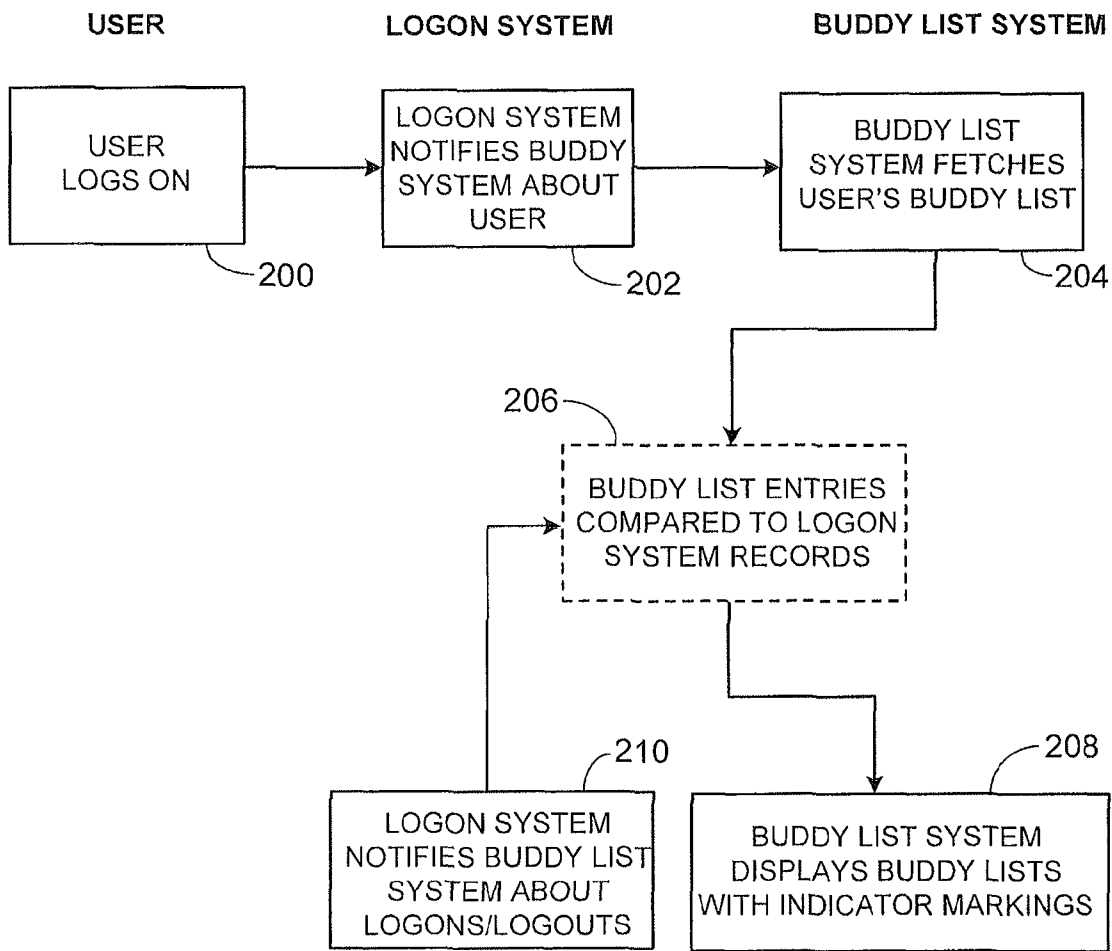 USER
LOGON SYSTEM
BUDDY LIST SYSTEM
USER
LOGS ON
200
LOGON SYSTEM
NOTIFIES BUDDY
SYSTEM ABOUT
USER
202
BUDDY LIST
SYSTEM FETCHES
USER'S BUDDY LIST
204
206
BUDDY LIST ENTRIES
COMPARED TO LOGON
SYSTEM RECORDS
210
LOGON SYSTEM
NOTIFIES BUDDY LIST
SYSTEM ABOUT
LOGONS/LOGOUTS
208
BUDDY LIST SYSTEM
DISPLAYS BUDDY LISTS
WITH INDICATOR MARKINGS